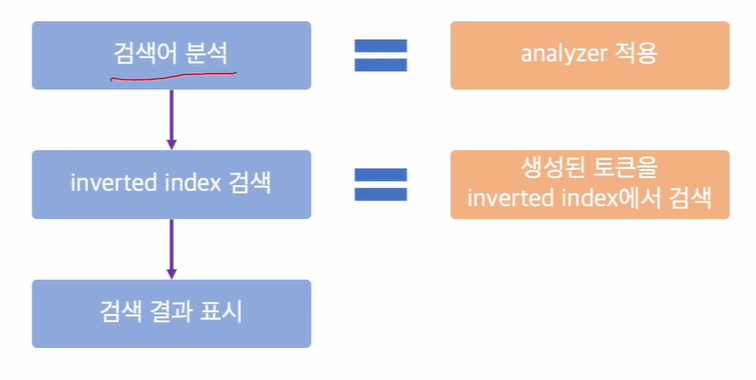 검색어 분석
analyzer 적용
inverted index 검색
생성된 토큰을
inverted index에서 검색
검색 결과 표시